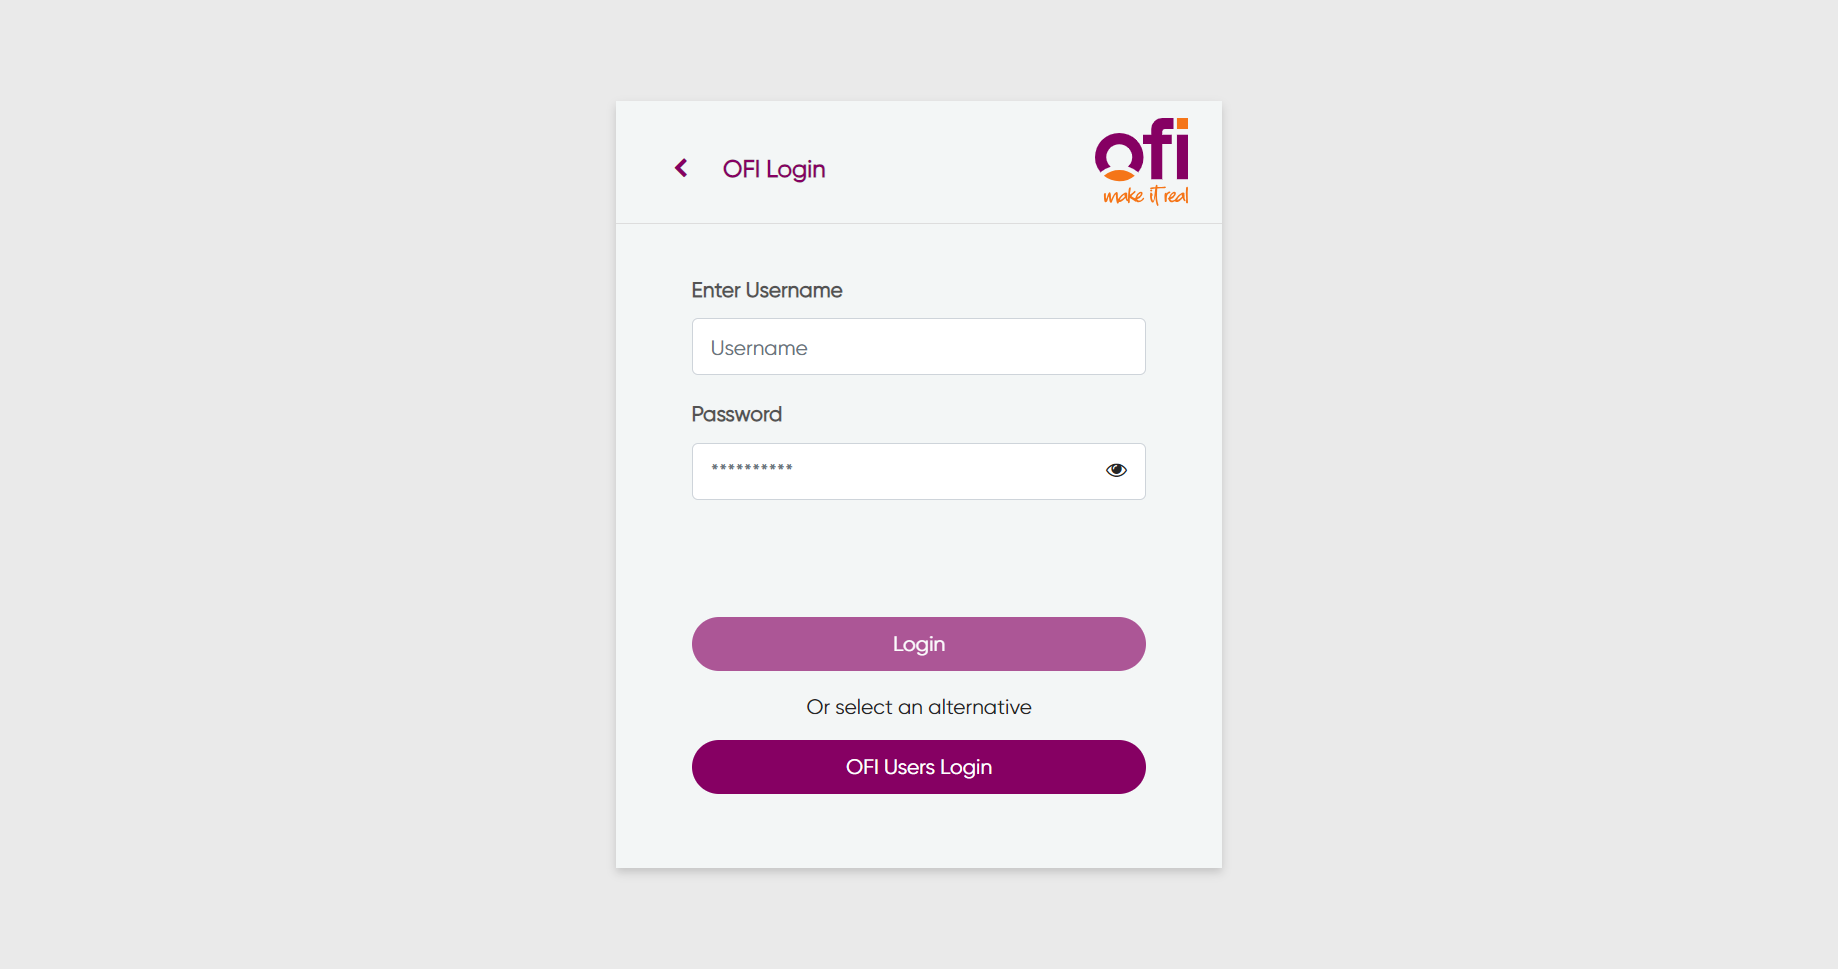 OFI Login
ofi
make it real
Enter Username
Username
Password
**********
Login
Or select an alternative
OFI Users Login